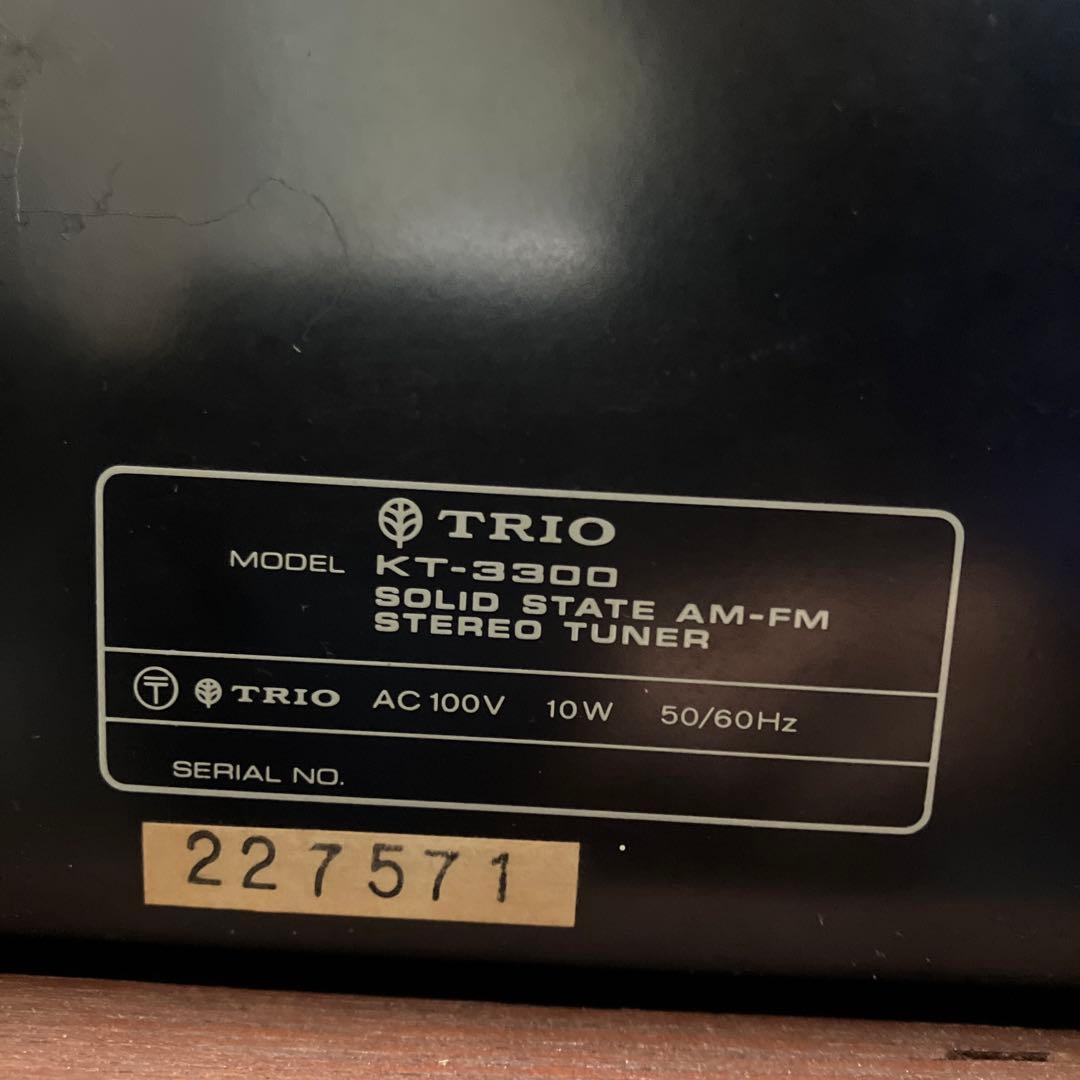 TRIO
MODEL KT-3300
SOLID STATE AM-FM
STEREO TUNER
〒 TRIO AC 100V 10W 50/60Hz
SERIAL NO.
227571